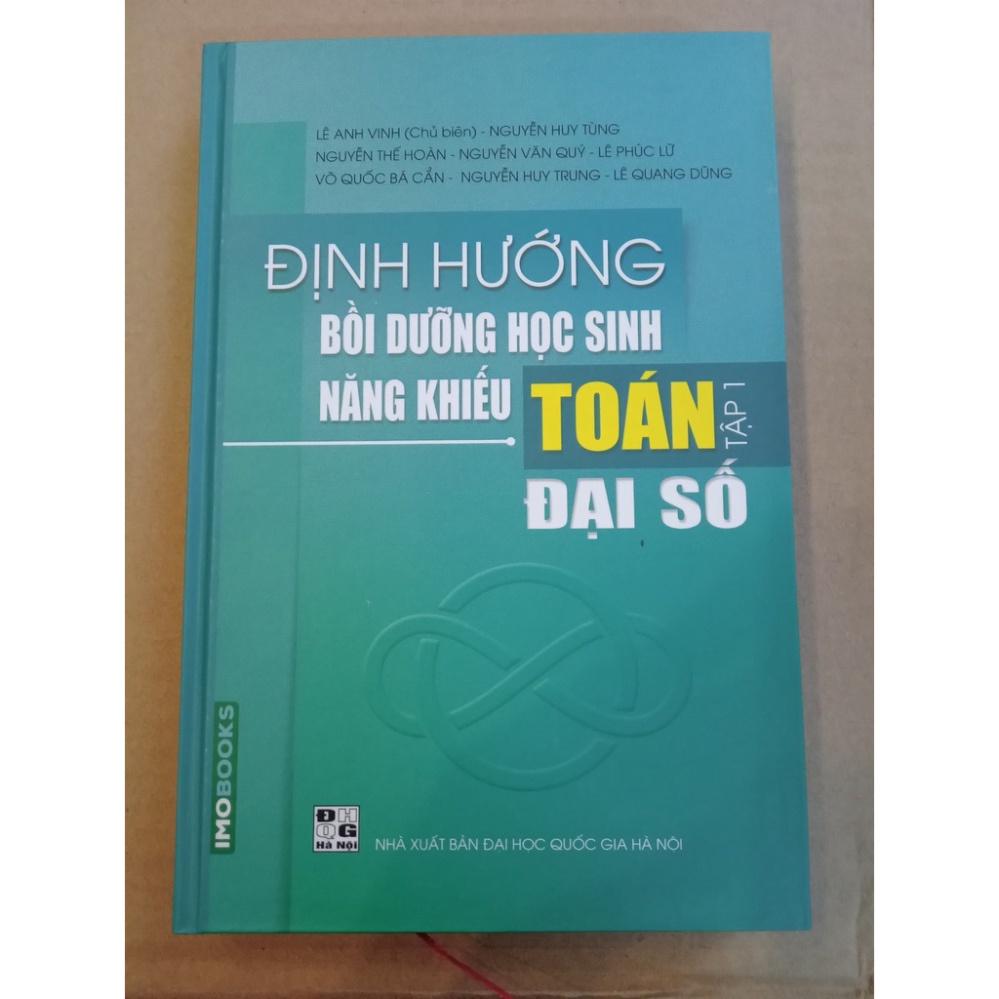 LÊ ANH VINH (Chủ biên) - NGUYỄN HUY TÙNG
NGUYỄN THẾ HOÀN - NGUYỄN VĂN QUÝ - LÊ PHÚC LỮ
VÕ QUỐC BÁ CẨN - NGUYỄN HUY TRUNG - LÊ QUANG DŨNG
ĐỊNH HƯỚNG
BỒI DƯỠNG HỌC SINH
NĂNG KHIẾU
TOÁN
TẬP 1
ĐẠI SỐ
IMOBOOKS
ĐH
QG
Hà Nội
NHÀ XUẤT BẢN ĐẠI HỌC QUỐC GIA HÀ NỘI